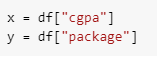 x = df["cgpa"]
y = df["package"]